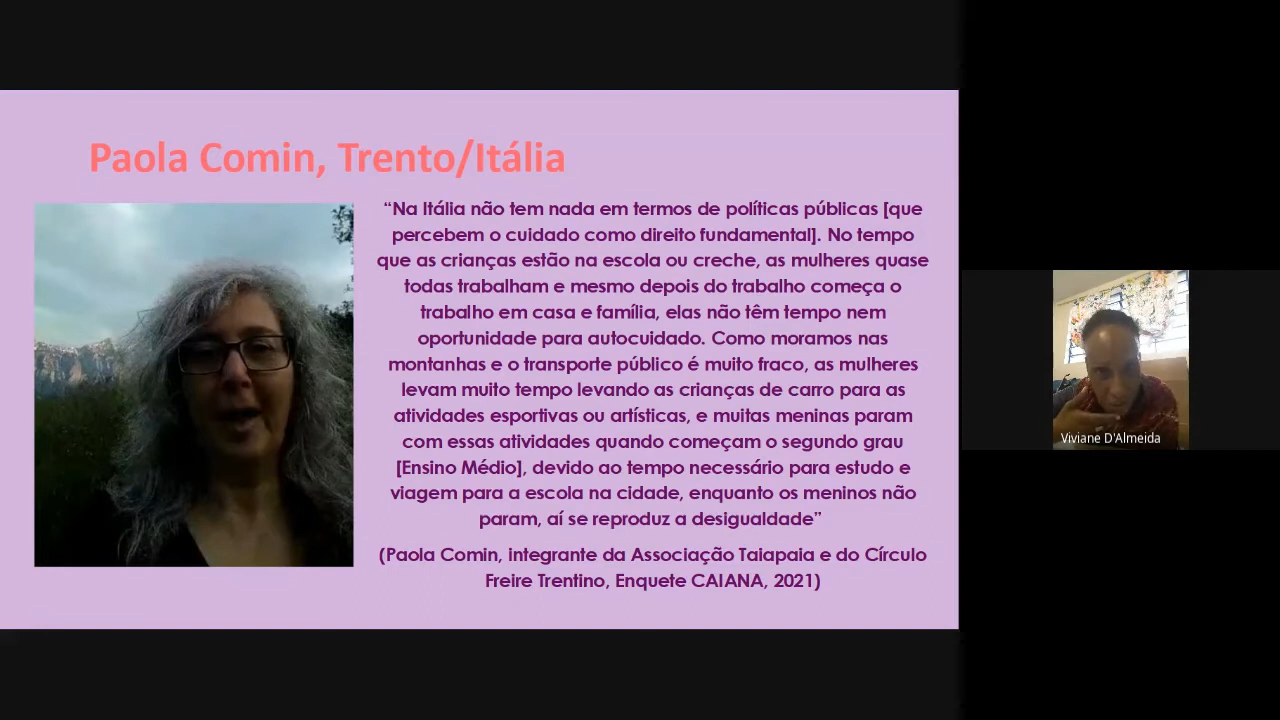 Paola Comin, Trento/Itália
“Na Itália não tem nada em termos de políticas públicas [que
percebem o cuidado como direito fundamental]. No tempo
que as crianças estão na escola ou creche, as mulheres quase
todas trabalham e mesmo depois do trabalho começa o
trabalho em casa e família, elas não têm tempo nem
oportunidade para autocuidado. Como moramos nas
montanhas e o transporte público é muito fraco, as mulheres
levam muito tempo levando as crianças de carro para as
atividades esportivas ou artísticas, e muitas meninas param
com essas atividades quando começam o segundo grau
[Ensino Médio], devido ao tempo necessário para estudo e
viagem para a escola na cidade, enquanto os meninos não
param, aí se reproduz a desigualdade”
(Paola Comin, integrante da Associação Taiapaia e do Círculo
Freire Trentino, Enquete CAIANA, 2021)
Viviane D'Almeida